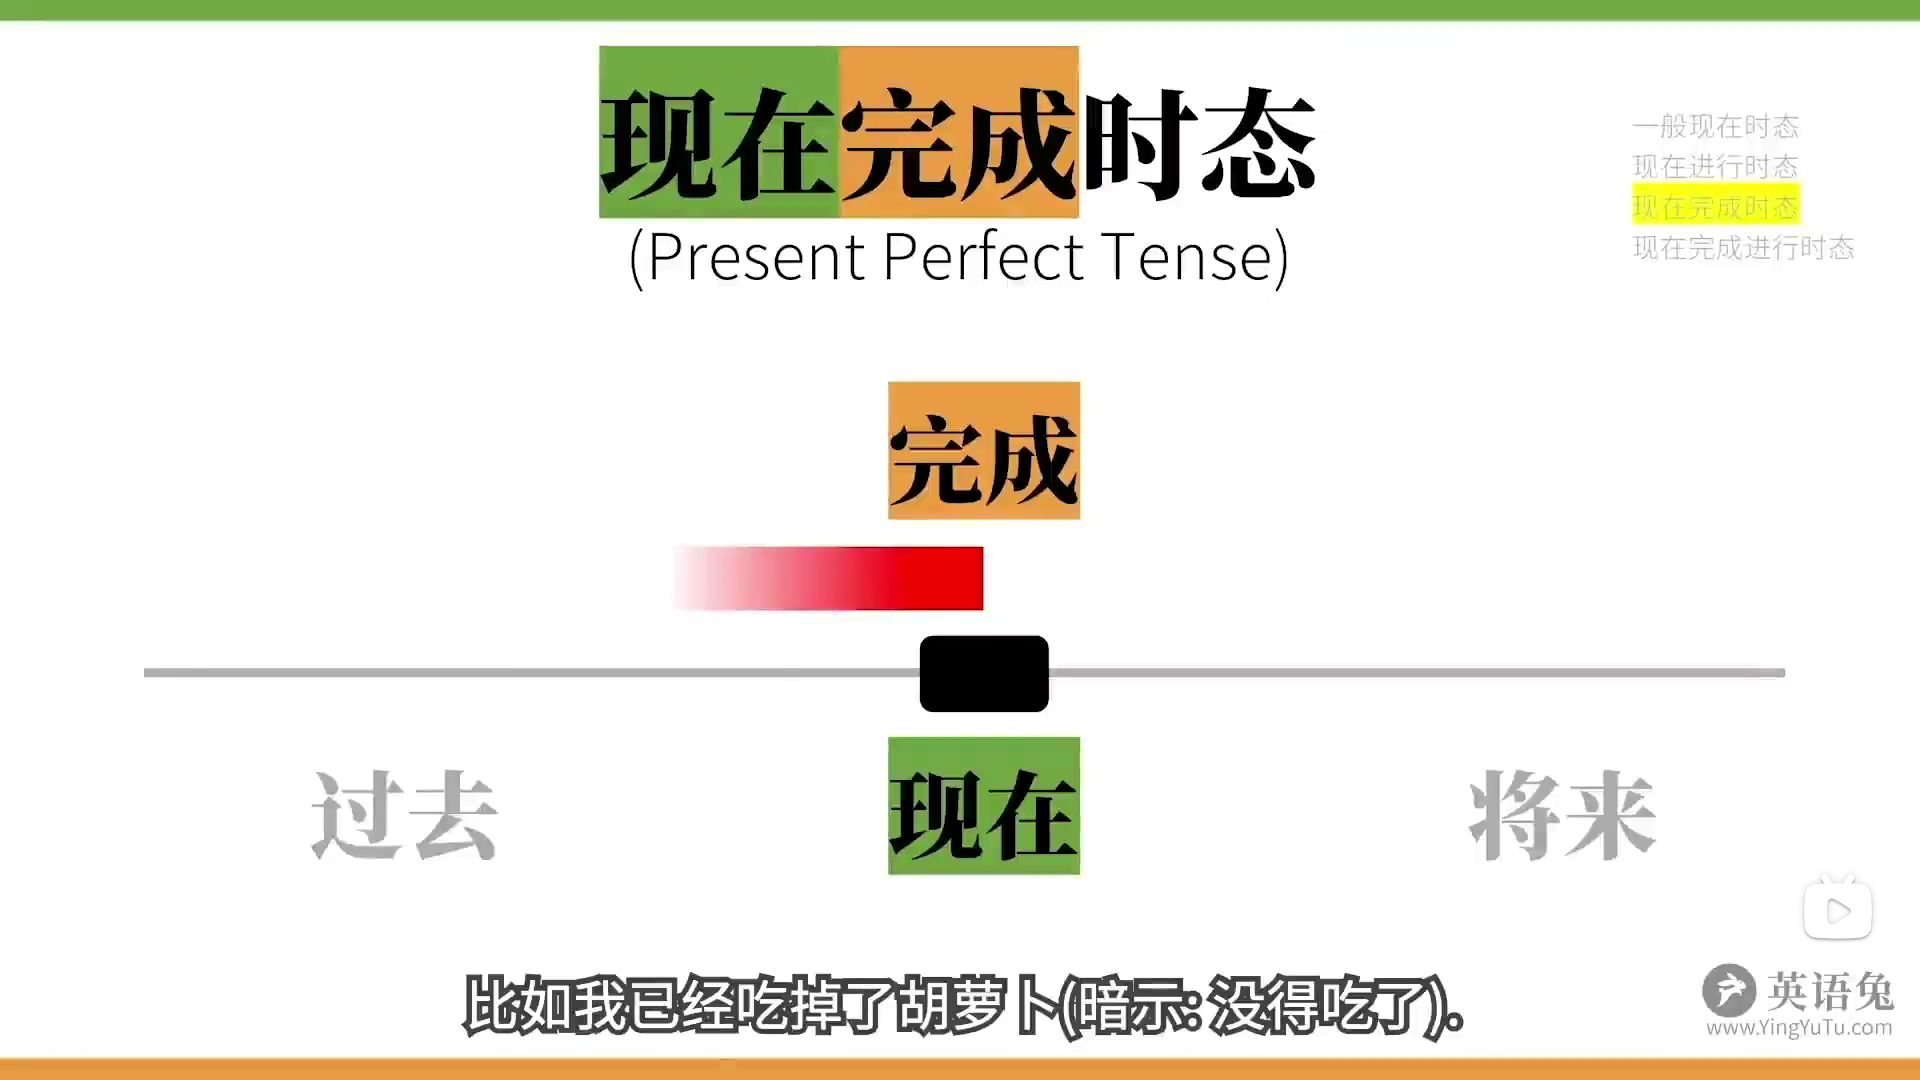 现在完成时态
(Present Perfect Tense)
一般现在时态
现在进行时态
现在完成时态
现在完成进行时态
完成
过去
现在
将来
比如我已经吃掉了胡萝卜(暗示: 没得吃了).
英语兔
www.YingYuTu.com